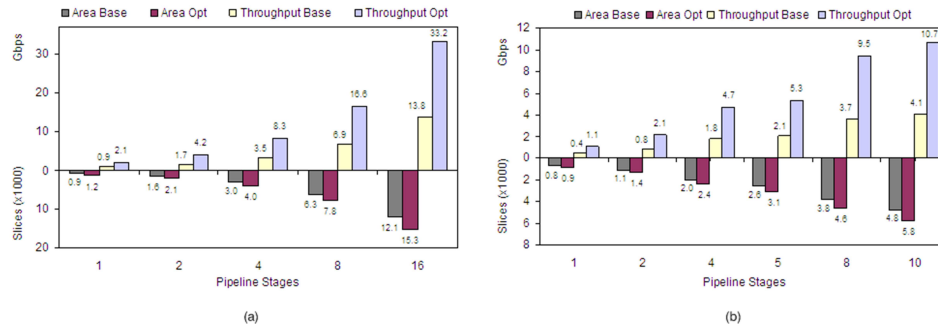 Area Base Area Opt Throughput Base Throughput Opt
Gbps
Slices (x1000)
30
20
10
0
10
20
0.9 1.2 0.9 2.1
1.6 2.1 1.7 4.2
3.0 4.0 3.5 8.3
6.3 7.8 6.9 16.6
12.1 15.3 13.8 33.2
1 2 4 8 16
Pipeline Stages
(a)
Area Base Area Opt Throughput Base Throughput Opt
Gbps
Slices (x1000)
12
10
8
6
4
2
0
2
4
6
8
0.8 0.9 0.4 1.1
1.1 1.4 0.8 2.1
2.0 2.4 1.8 4.7
2.6 3.1 2.1 5.3
3.8 4.6 3.7 9.5
4.8 5.8 4.1 10.7
1 2 4 5 8 10
Pipeline Stages
(b)